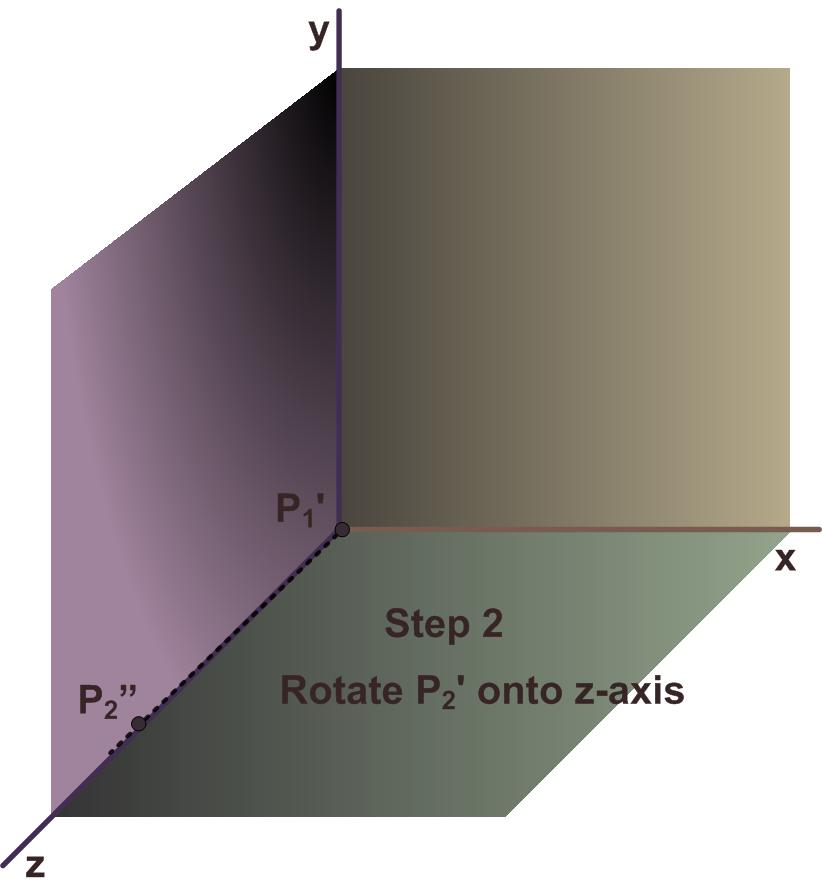 y
P₁'
x
Step 2
Rotate P₂' onto z-axis
P₂”
z